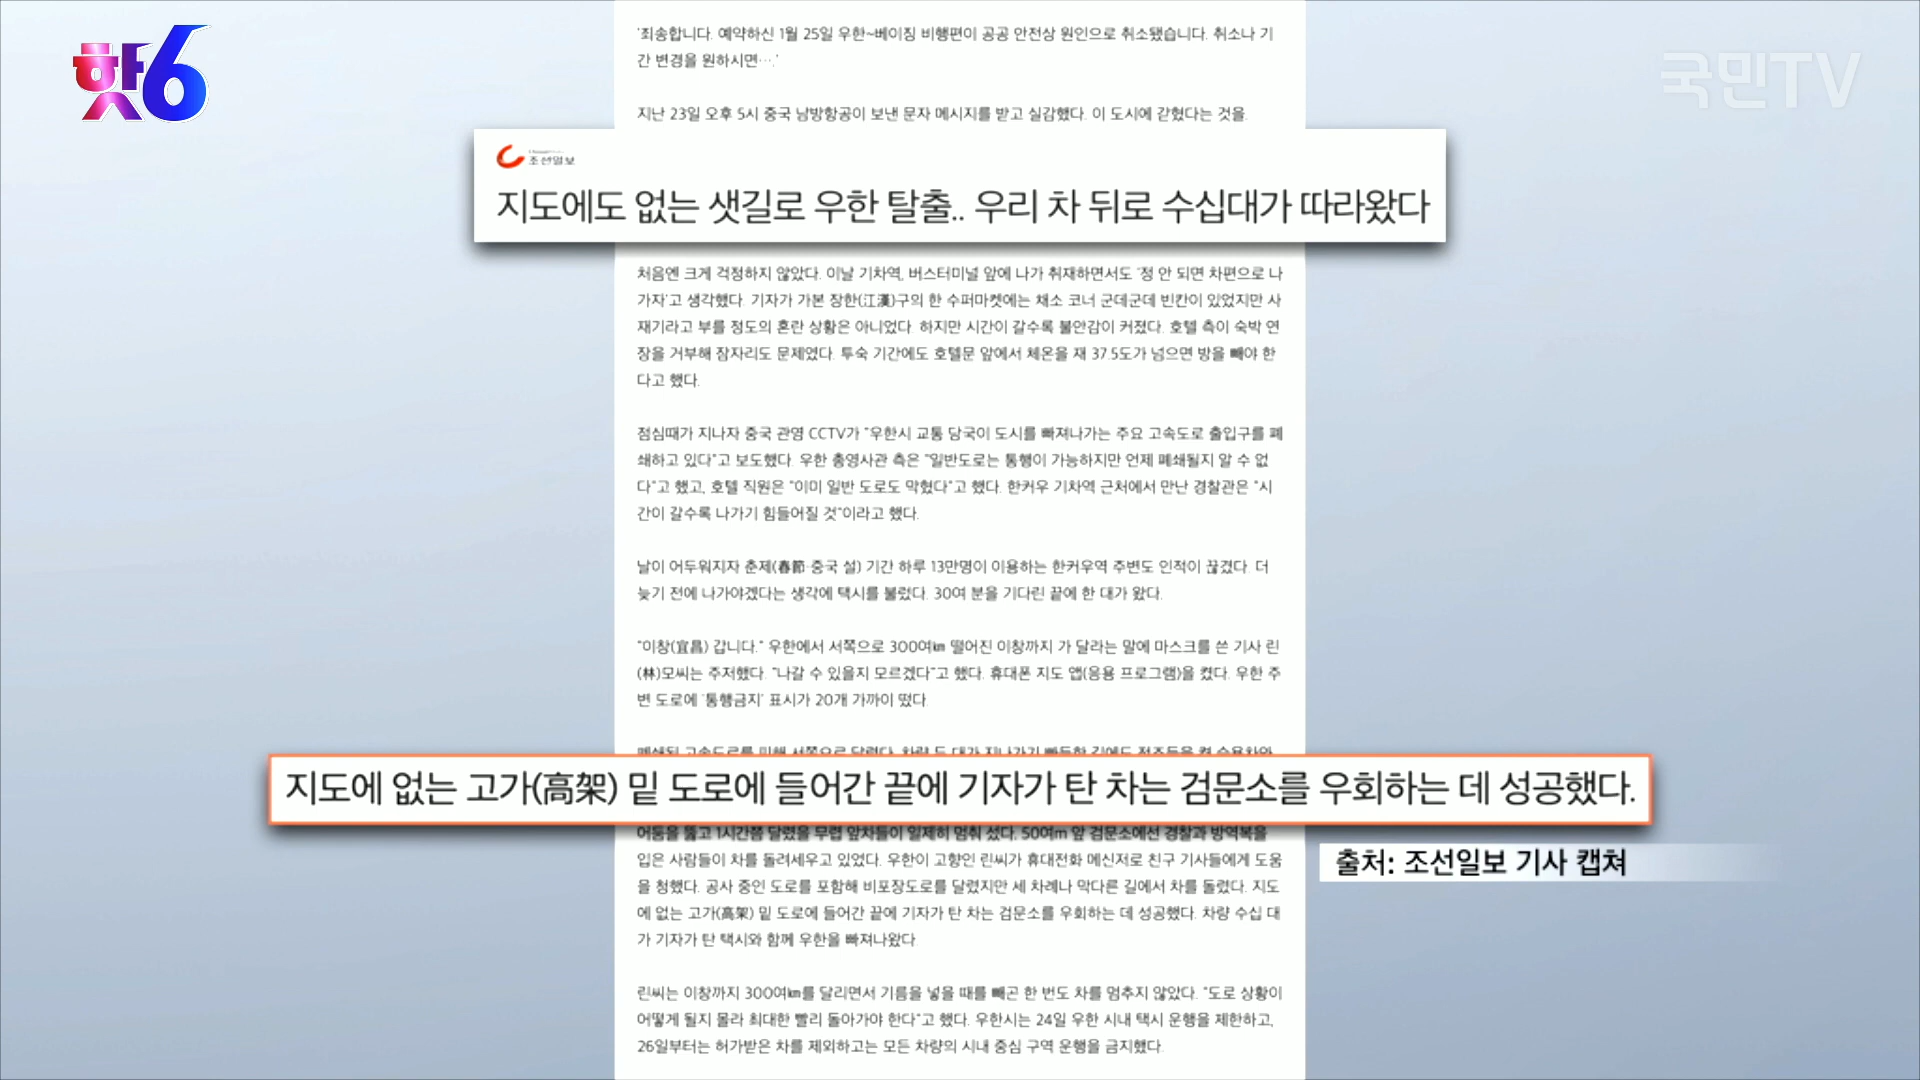 핫6
국민TV
'죄송합니다. 예약하신 1월 25일 우한~베이징 비행편이 공공 안전상 원인으로 취소됐습니다. 취소나 기
간 변경을 원하시면….'
지난 23일 오후 5시 중국 남방항공이 보낸 문자 메시지를 받고 실감했다. 이 도시에 갇혔다는 것을.
조선일보
지도에도 없는 샛길로 우한 탈출.. 우리 차 뒤로 수십대가 따라왔다
처음엔 크게 걱정하지 않았다. 이날 기차역, 버스터미널 앞에 나가 취재하면서도 '정 안 되면 차편으로 나
가자'고 생각했다. 기자가 가본 장한(江漢)구의 한 수퍼마켓에는 채소 코너 군데군데 빈칸이 있었지만 사
재기라고 부를 정도의 혼란 상황은 아니었다. 하지만 시간이 갈수록 불안감이 커졌다. 호텔 측이 숙박 연
장을 거부해 잠자리도 문제였다. 투숙 기간에도 호텔문 앞에서 체온을 재 37.5도가 넘으면 방을 빼야 한
다고 했다.
점심때가 지나자 중국 관영 CCTV가 "우한시 교통 당국이 도시를 빠져나가는 주요 고속도로 출입구를 폐
쇄하고 있다"고 보도했다. 우한 총영사관 측은 "일반도로는 통행이 가능하지만 언제 폐쇄될지 알 수 없
다"고 했고, 호텔 직원은 "이미 일반 도로도 막혔다"고 했다. 한커우 기차역 근처에서 만난 경찰관은 "시
간이 갈수록 나가기 힘들어질 것"이라고 했다.
날이 어두워지자 춘제(春節·중국 설) 기간 하루 13만명이 이용하는 한커우역 주변도 인적이 끊겼다. 더
늦기 전에 나가야겠다는 생각에 택시를 불렀다. 30여 분을 기다린 끝에 한 대가 왔다.
"이창(宜昌) 갑니다." 우한에서 서쪽으로 300여㎞ 떨어진 이창까지 가 달라는 말에 마스크를 쓴 기사 린
(林)모씨는 주저했다. "나갈 수 있을지 모르겠다"고 했다. 휴대폰 지도 앱(응용 프로그램)을 켰다. 우한 주
변 도로에 '통행금지' 표시가 20개 가까이 떴다.
폐쇄된 고속도로를 피해 서쪽으로 달렸다. 차량 두 대가 지나가기 빠듯한 길에도 전조등을 켠 승용차와
지도에 없는 고가(高架) 밑 도로에 들어간 끝에 기자가 탄 차는 검문소를 우회하는 데 성공했다.
어둠을 뚫고 1시간쯤 달렸을 무렵 앞차들이 일제히 멈춰 섰다. 50여m 앞 검문소에선 경찰과 방역복을
출처: 조선일보 기사 캡쳐
입은 사람들이 차를 돌려세우고 있었다. 우한이 고향인 린씨가 휴대전화 메신저로 친구 기사들에게 도움
을 청했다. 공사 중인 도로를 포함해 비포장도로를 달렸지만 세 차례나 막다른 길에서 차를 돌렸다. 지도
에 없는 고가(高架) 밑 도로에 들어간 끝에 기자가 탄 차는 검문소를 우회하는 데 성공했다. 차량 수십 대
가 기자가 탄 택시와 함께 우한을 빠져나왔다.
린씨는 이창까지 300여㎞를 달리면서 기름을 넣을 때를 빼곤 한 번도 차를 멈추지 않았다. "도로 상황이
어떻게 될지 몰라 최대한 빨리 돌아가야 한다"고 했다. 우한시는 24일 우한 시내 택시 운행을 제한하고,
26일부터는 허가받은 차를 제외하고는 모든 차량의 시내 중심 구역 운행을 금지했다.